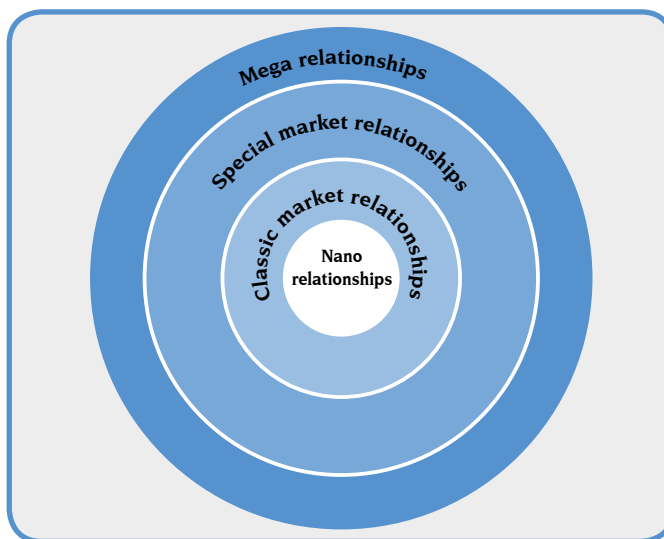 Mega relationships
Special market relationships
Classic market relationships
Nano
relationships